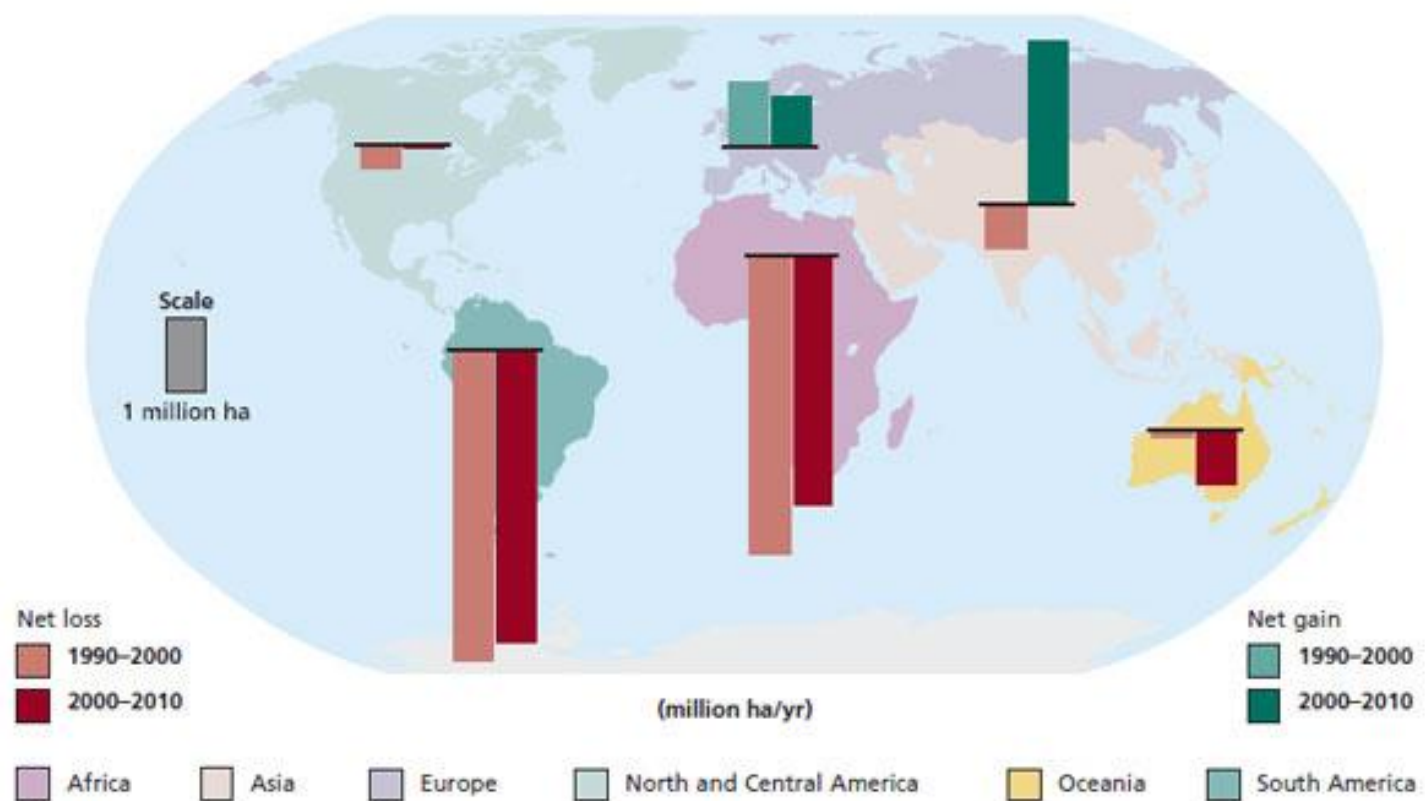 Scale
1 million ha
Net loss
1990–2000
2000–2010
(million ha/yr)
Net gain
1990–2000
2000–2010
Africa
Asia
Europe
North and Central America
Oceania
South America